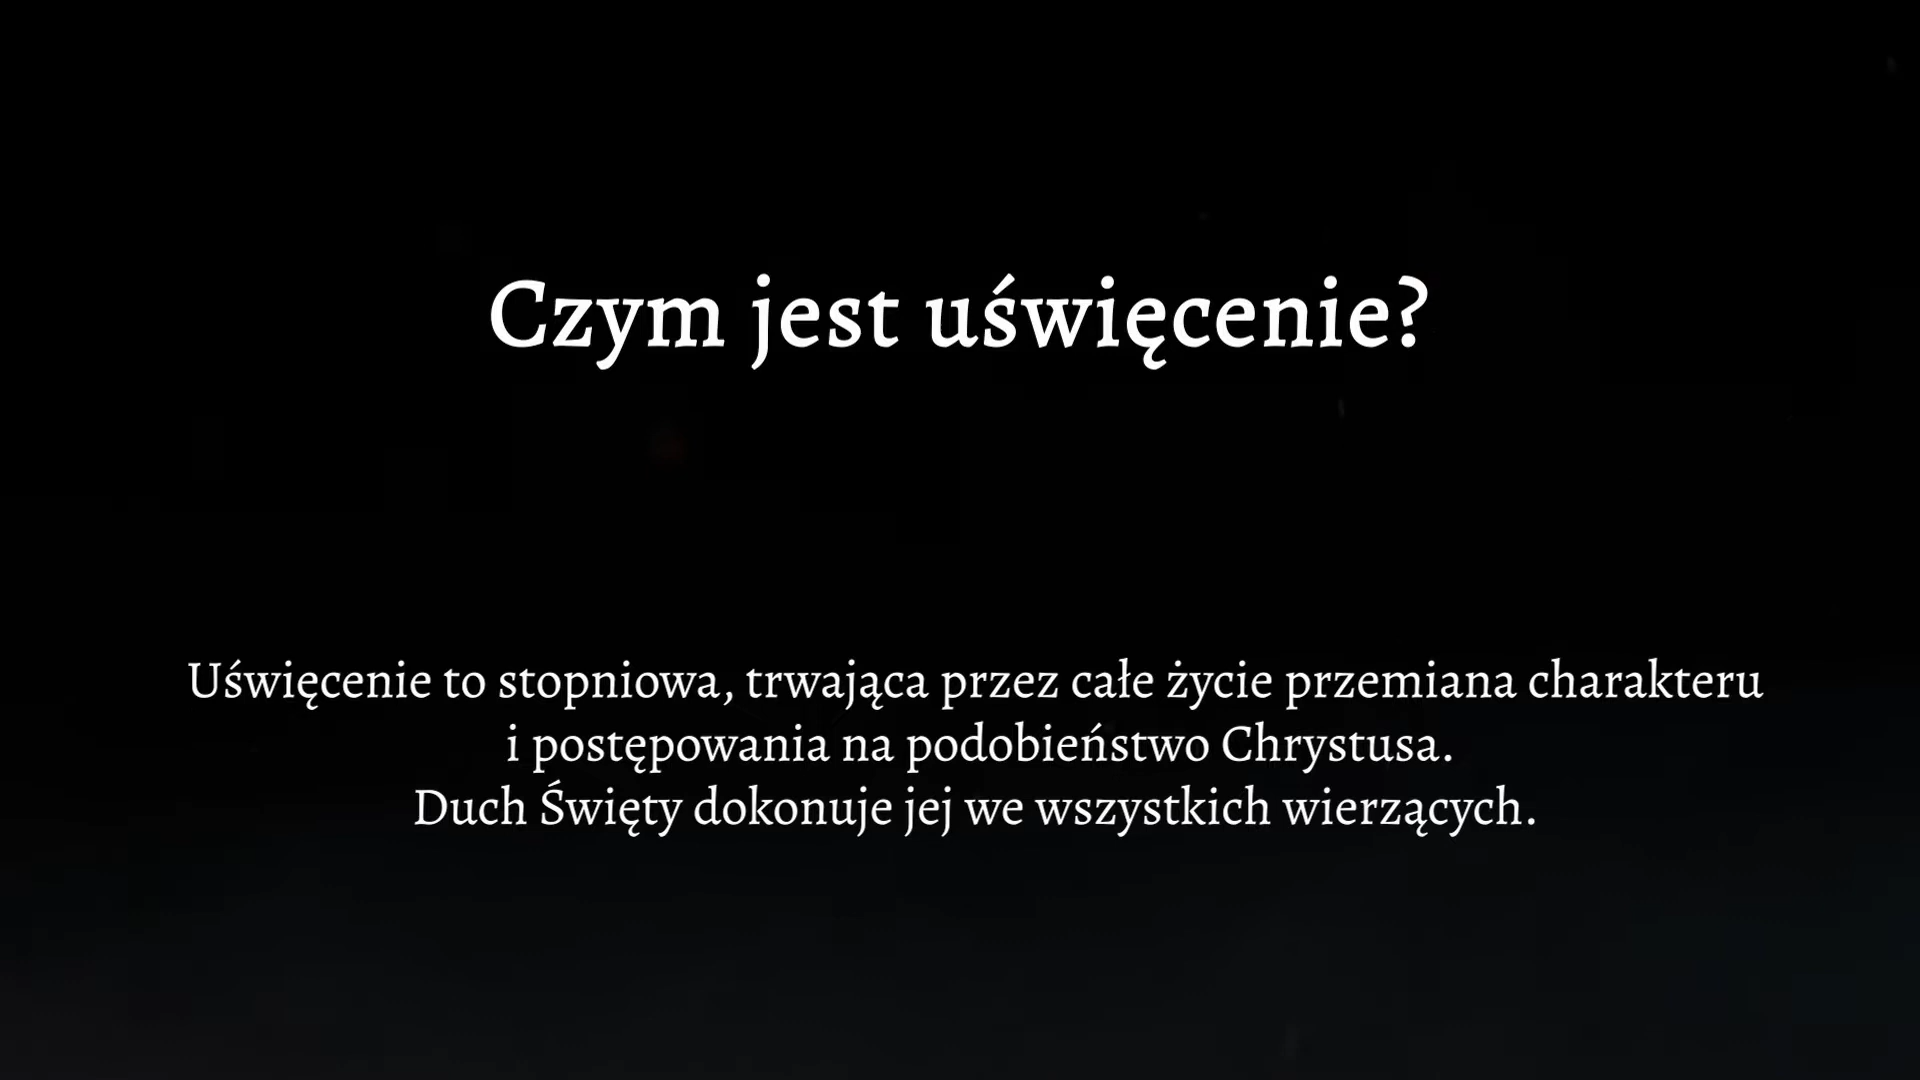 Czym jest uświęcenie?
Uświęcenie to stopniowa, trwająca przez całe życie przemiana charakteru
i postępowania na podobieństwo Chrystusa.
Duch Święty dokonuje jej we wszystkich wierzących.